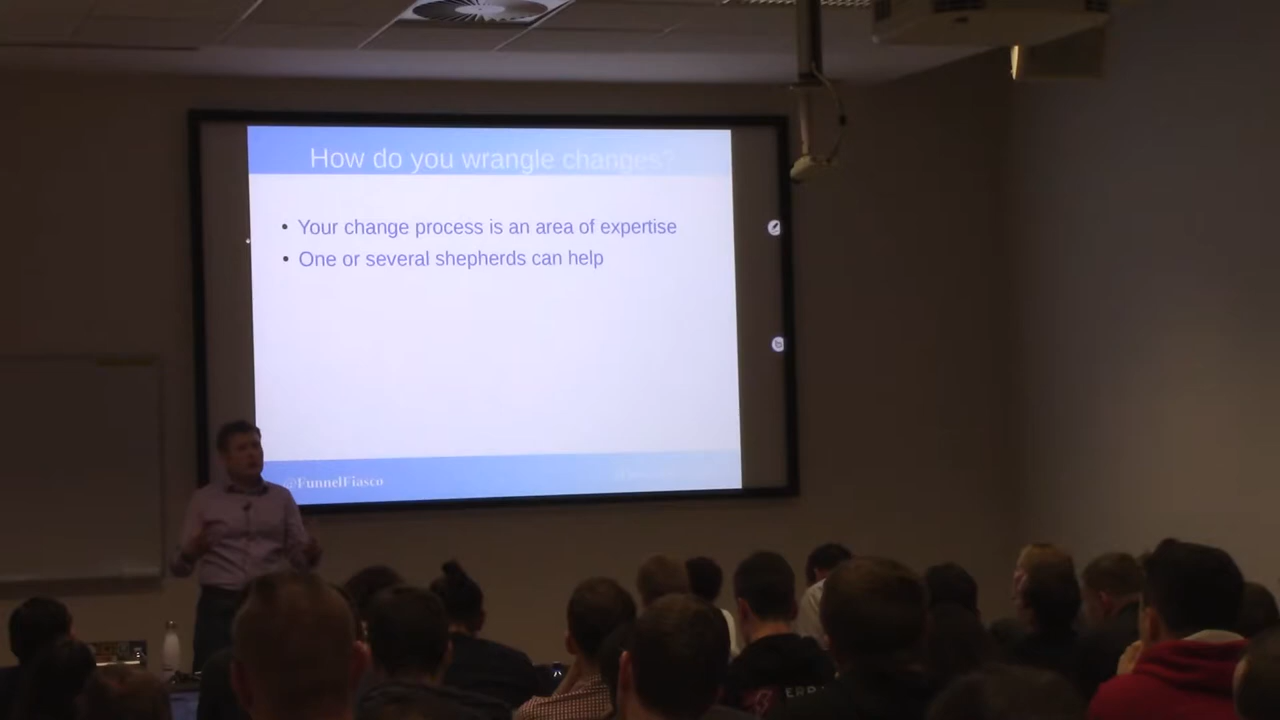 How do you wrangle changes?
• Your change process is an area of expertise
• One or several shepherds can help
@FunnelFiasco